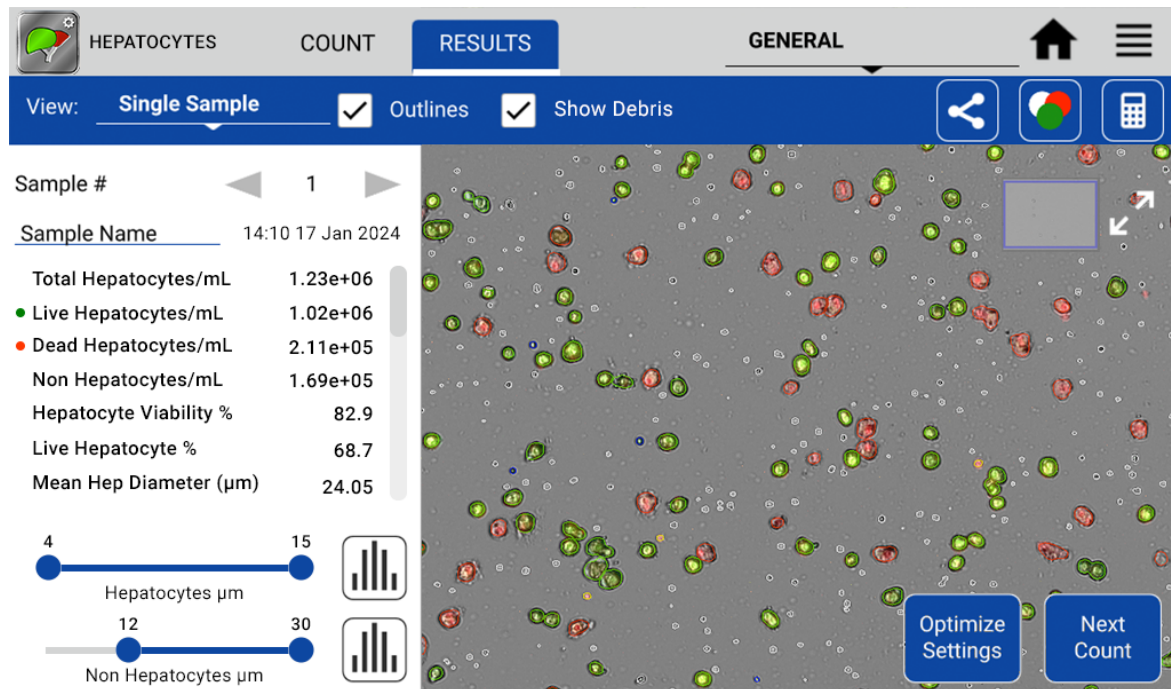 HEPATOCYTES COUNT RESULTS GENERAL
View: Single Sample Outlines Show Debris
Sample # 1
Sample Name 14:10 17 Jan 2024
Total Hepatocytes/mL 1.23e+06
Live Hepatocytes/mL 1.02e+06
Dead Hepatocytes/mL 2.11e+05
Non Hepatocytes/mL 1.69e+05
Hepatocyte Viability % 82.9
Live Hepatocyte % 68.7
Mean Hep Diameter (µm) 24.05
4 15
Hepatocytes µm
12 30
Non Hepatocytes µm
Optimize
Settings
Next
Count